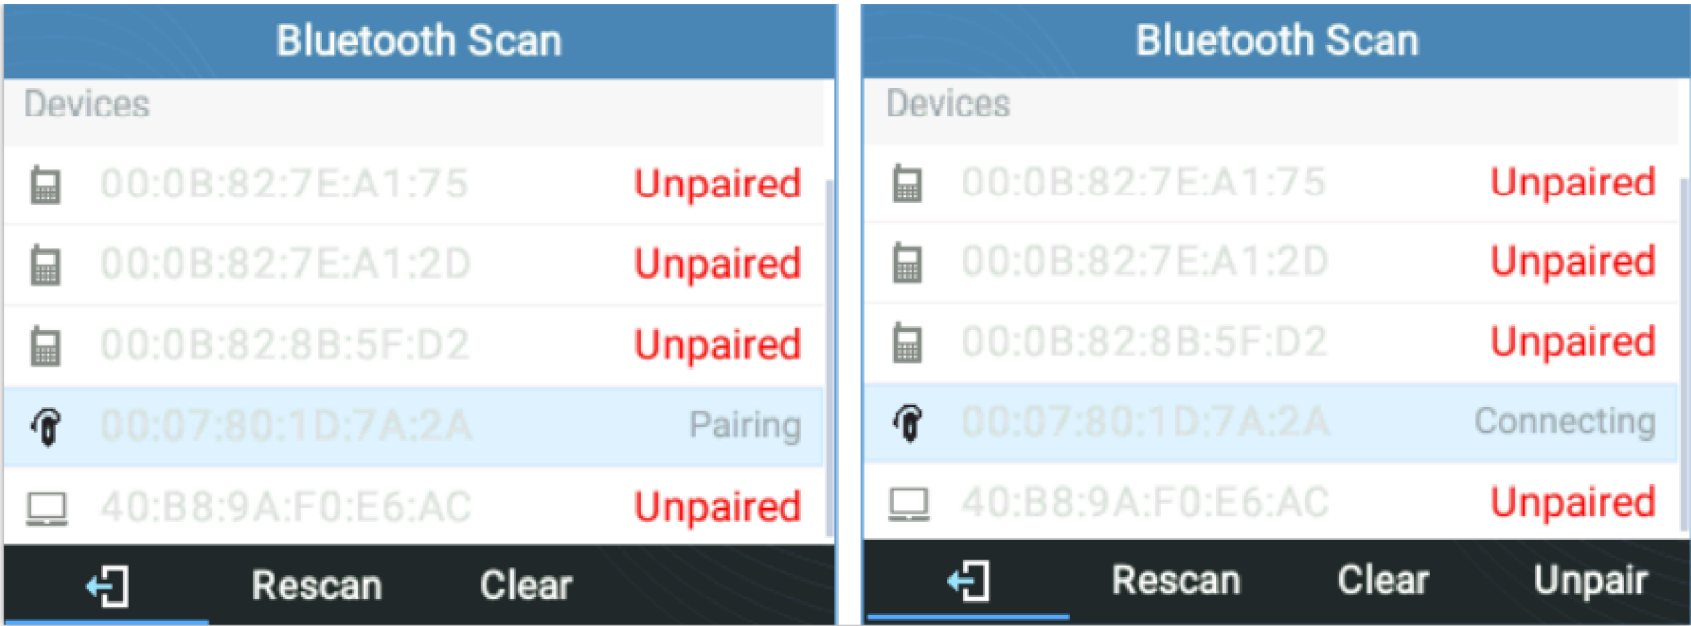 Bluetooth Scan
Devices
00:0B:82:7E:A1:75 Unpaired
00:0B:82:7E:A1:2D Unpaired
00:0B:82:8B:5F:D2 Unpaired
00:07:80:1D:7A:2A Pairing
40:B8:9A:F0:E6:AC Unpaired
Rescan Clear
Bluetooth Scan
Devices
00:0B:82:7E:A1:75 Unpaired
00:0B:82:7E:A1:2D Unpaired
00:0B:82:8B:5F:D2 Unpaired
00:07:80:1D:7A:2A Connecting
40:B8:9A:F0:E6:AC Unpaired
Rescan Clear Unpair